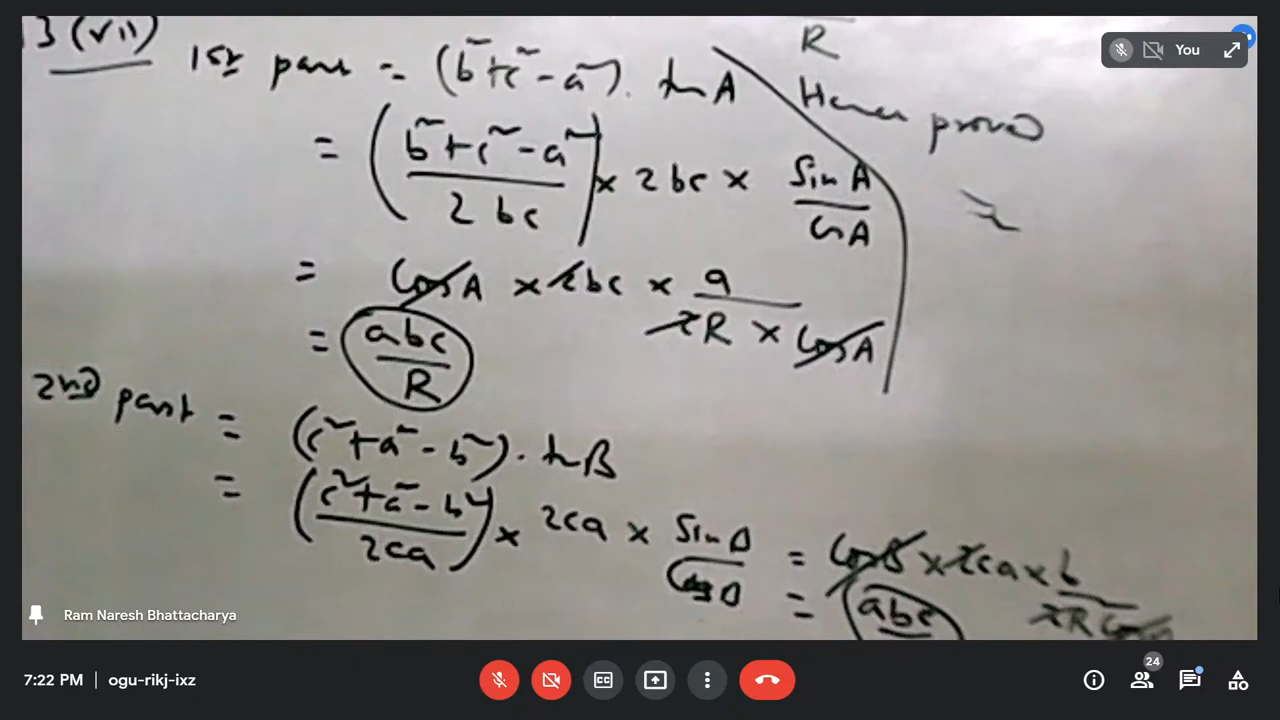 3 (vii) 1st part = (b² + c² - a²). tan A
= (b² + c² - a² / 2bc) × 2bc × Sin A / Cos A
= Cos A × 2bc × a / 2R × Cos A
= abc / R
2nd part = (c² + a² - b²). tan B
= (c² + a² - b² / 2ca) × 2ca × Sin B / Cos B = Cos B × 2ca × b / 2R Cos B
= abc
R
Hence proved
You
Ram Naresh Bhattacharya
7:22 PM | ogu-rikj-ixz
24